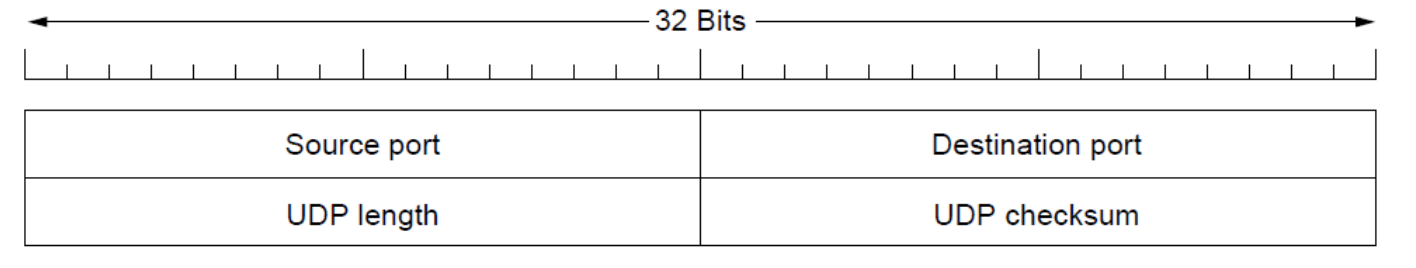 32 Bits
Source port Destination port
UDP length UDP checksum